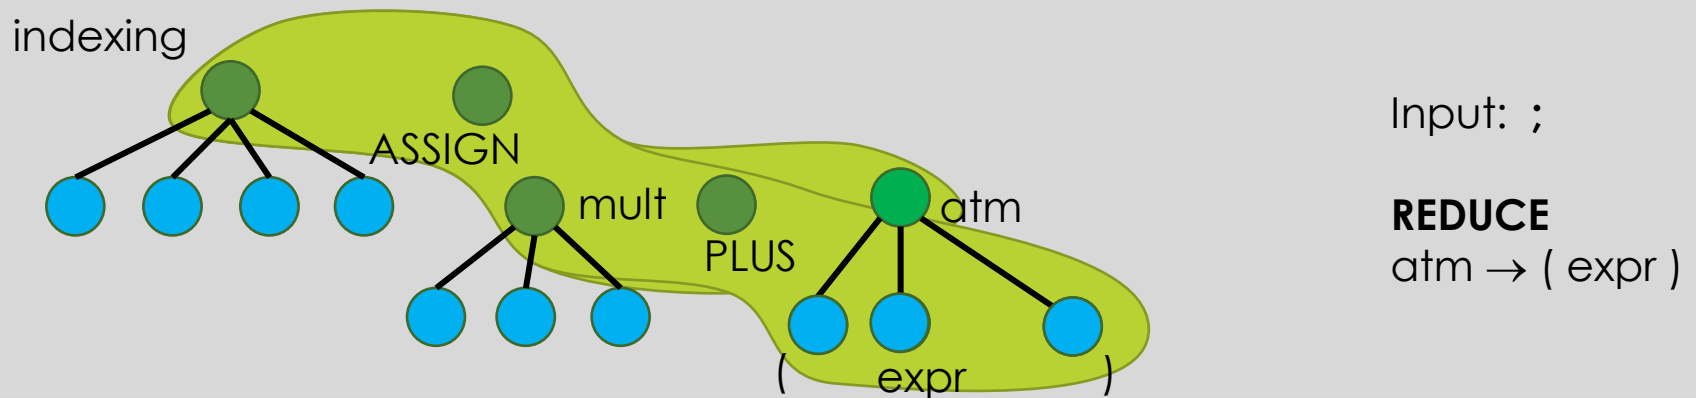 indexing
ASSIGN
mult
PLUS
atm
( expr )
Input: ;
REDUCE
atm → ( expr )